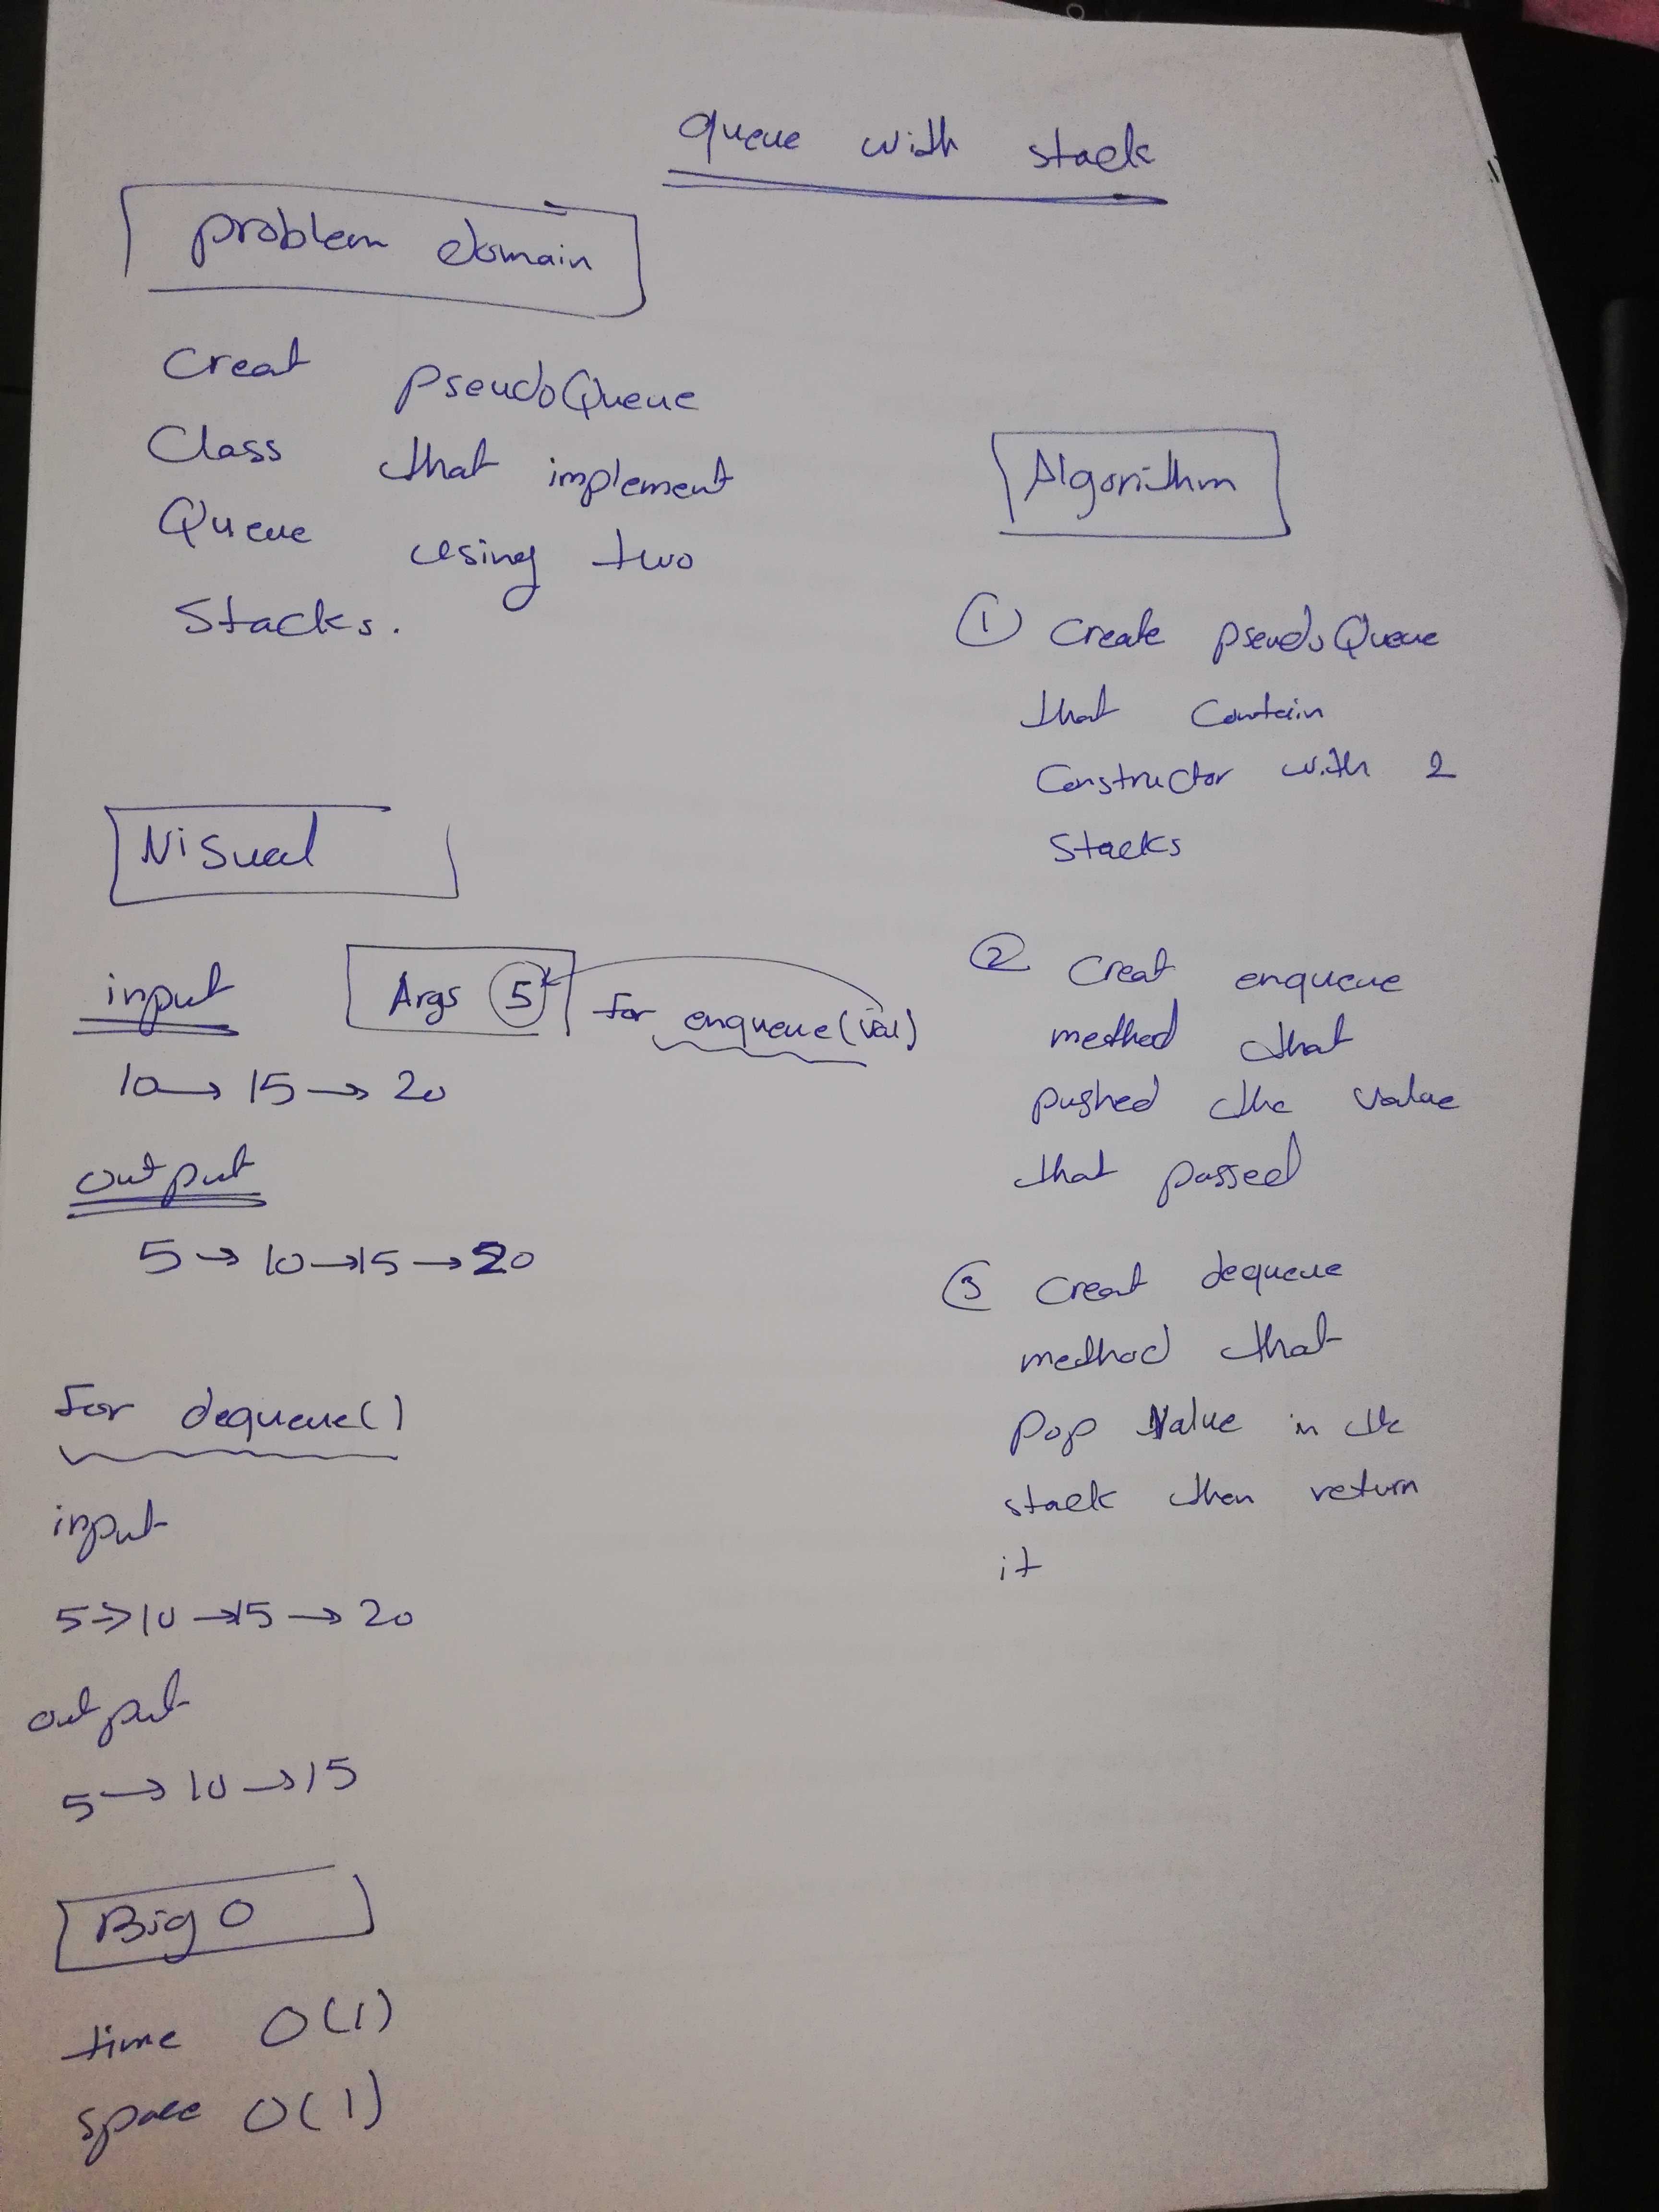 queue with stack
problem domain
Creat pseudoQueue
Class that implement
Queue using two
Stacks.
Visual
input Args 5 for enqueue(val)
10 → 15 → 20
output
5 → 10 → 15 → 20
for dequeue()
input
5 → 10 → 15 → 20
output
5 → 10 → 15
Big O
time O(1)
space O(1)
Algorithm
1 Create pseudoQueue
that contain
Constructor with 2
Stacks
2 Creat enqueue
method that
pushed the value
that passed
3 Creat dequeue
method that
pop value in the
stack then return
it